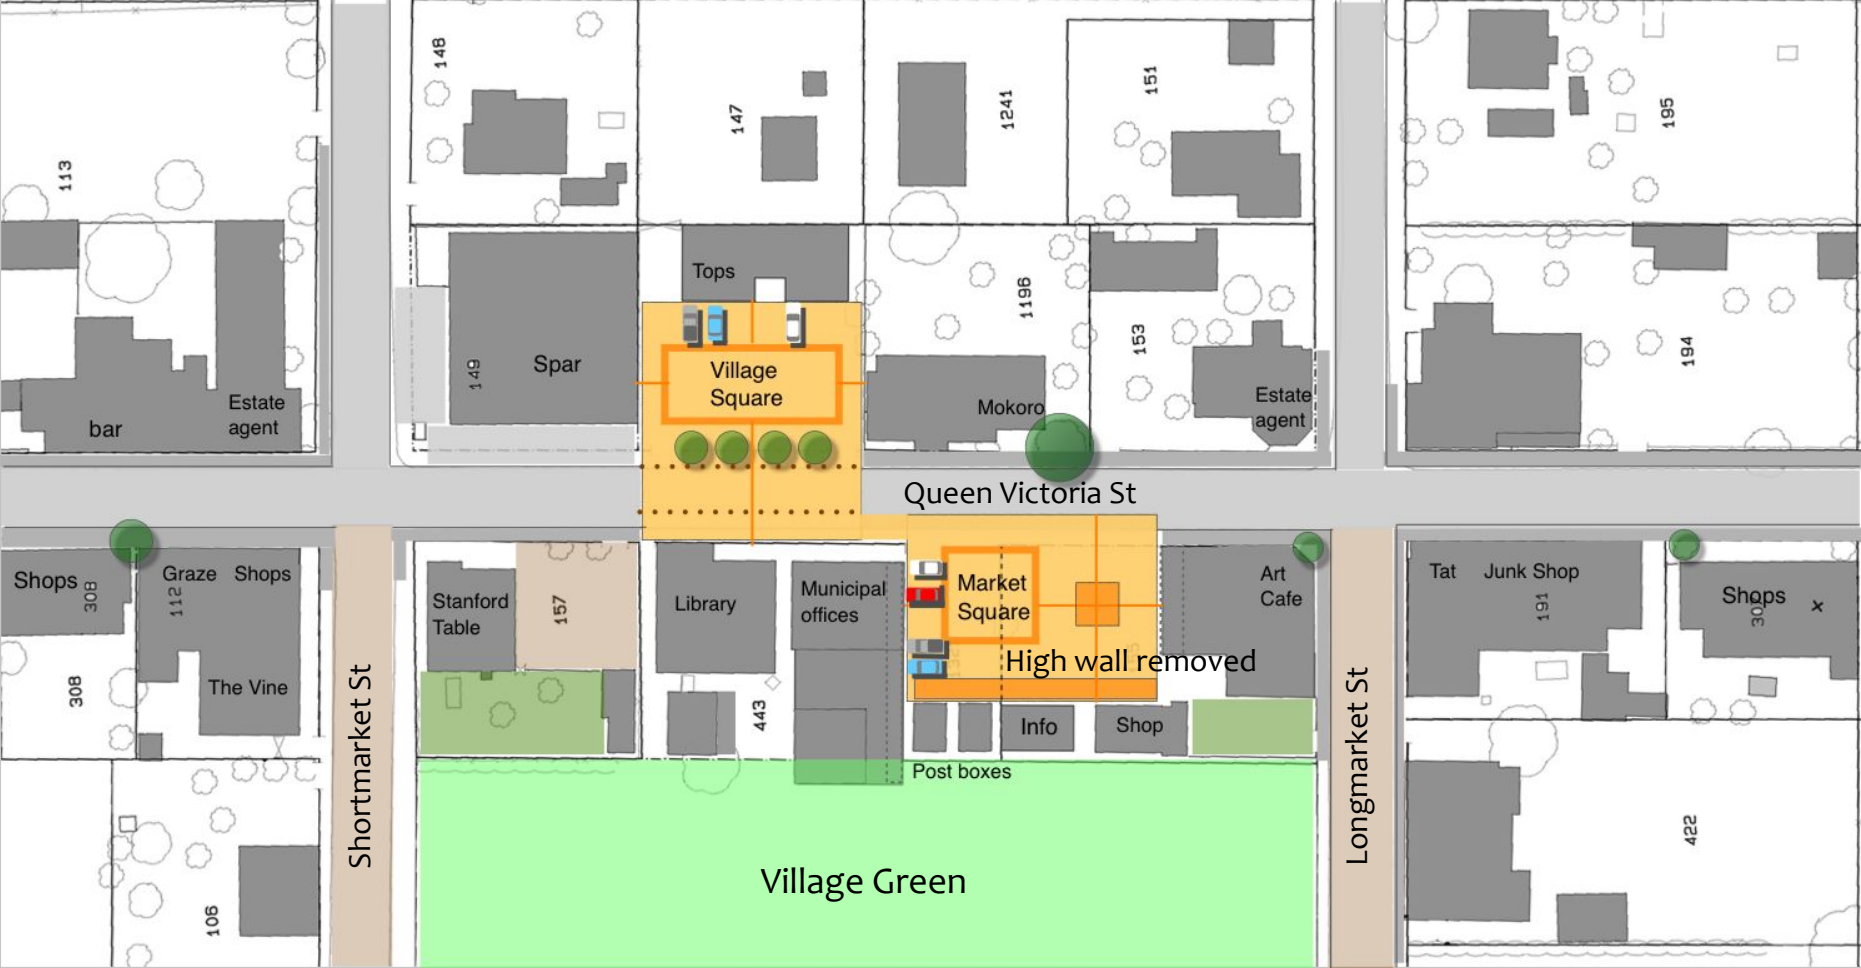 148
147
1241
151
195
113
Tops
1196
153
194
149
Spar
Village
Square
Mokoro
Estate
agent
bar
Estate
agent
Queen Victoria St
Shops
308
Graze
Shops
112
Stanford
Table
157
Library
Municipal
offices
Market
Square
High wall removed
Art
Cafe
Tat
Junk Shop
191
Shops
308
The Vine
Shortmarket St
443
Info
Shop
Post boxes
Longmarket St
422
106
Village Green